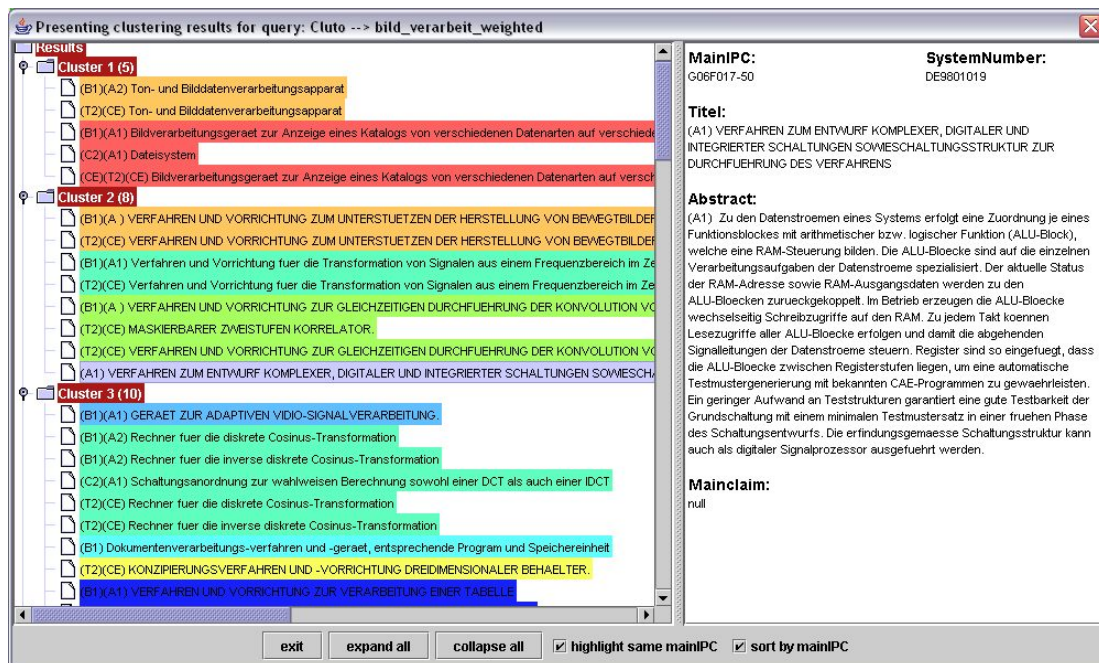 Presenting clustering results for query: Cluto --> bild_verarbeit_weighted
Results
Cluster 1 (5)
(B1)(A2) Ton- und Bilddatenverarbeitungsapparat
(T2)(CE) Ton- und Bilddatenverarbeitungsapparat
(B1)(A1) Bildverarbeitungsgeraet zur Anzeige eines Katalogs von verschiedenen Datenarten auf verschiede
(C2)(A1) Dateisystem
(CE)(T2)(CE) Bildverarbeitungsgeraet zur Anzeige eines Katalogs von verschiedenen Datenarten auf versch
Cluster 2 (8)
(B1)(A ) VERFAHREN UND VORRICHTUNG ZUM UNTERSTUETZEN DER HERSTELLUNG VON BEWEGTBILDER
(T2)(CE) VERFAHREN UND VORRICHTUNG ZUM UNTERSTUETZEN DER HERSTELLUNG VON BEWEGTBILDER
(B1)(A1) Verfahren und Vorrichtung fuer die Transformation von Signalen aus einem Frequenzbereich im Ze
(T2)(CE) Verfahren und Vorrichtung fuer die Transformation von Signalen aus einem Frequenzbereich im Ze
(B1)(A ) VERFAHREN UND VORRICHTUNG ZUR GLEICHZEITIGEN DURCHFUEHRUNG DER KONVOLUTION VO
(T2)(CE) MASKIERBARER ZWEISTUFEN KORRELATOR.
(T2)(CE) VERFAHREN UND VORRICHTUNG ZUR GLEICHZEITIGEN DURCHFUEHRUNG DER KONVOLUTION VO
(A1) VERFAHREN ZUM ENTWURF KOMPLEXER, DIGITALER UND INTEGRIERTER SCHALTUNGEN SOWIESCHA
Cluster 3 (10)
(B1)(A1) GERAET ZUR ADAPTIVEN VIDIO-SIGNALVERARBEITUNG.
(B1)(A2) Rechner fuer die diskrete Cosinus-Transformation
(B1)(A2) Rechner fuer die inverse diskrete Cosinus-Transformation
(C2)(A1) Schaltungsanordnung zur wahlweisen Berechnung sowohl einer DCT als auch einer IDCT
(T2)(CE) Rechner fuer die diskrete Cosinus-Transformation
(T2)(CE) Rechner fuer die inverse diskrete Cosinus-Transformation
(B1) Dokumentenverarbeitungs-verfahren und -geraet, entsprechende Program und Speichereinheit
(T2)(CE) KONZIPIERUNGSVERFAHREN UND -VORRICHTUNG DREIDIMENSIONALER BEHAELTER.
(B1)(A1) VERFAHREN UND VORRICHTUNG ZUR VERARBEITUNG EINER TABELLE
MainIPC: SystemNumber:
G06F017-50 DE9801019
Titel:
(A1) VERFAHREN ZUM ENTWURF KOMPLEXER, DIGITALER UND
INTEGRIERTER SCHALTUNGEN SOWIESCHALTUNGSSTRUKTUR ZUR
DURCHFUEHRUNG DES VERFAHRENS
Abstract:
(A1) Zu den Datenstroemen eines Systems erfolgt eine Zuordnung je eines
Funktionsblockes mit arithmetischer bzw. logischer Funktion (ALU-Block),
welche eine RAM-Steuerung bilden. Die ALU-Bloecke sind auf die einzelnen
Verarbeitungsaufgaben der Datenstroeme spezialisiert. Der aktuelle Status
der RAM-Adresse sowie RAM-Ausgangsdaten werden zu den
ALU-Bloecken zurueckgekoppelt. Im Betrieb erzeugen die ALU-Bloecke
wechselseitig Schreibzugriffe auf den RAM. Zu jedem Takt koennen
Lesezugriffe aller ALU-Bloecke erfolgen und damit die abgehenden
Signalleitungen der Datenstroeme steuern. Register sind so eingefuegt, dass
die ALU-Bloecke zwischen Registerstufen liegen, um eine automatische
Testmustergenerierung mit bekannten CAE-Programmen zu gewaehrleisten.
Ein geringer Aufwand an Teststrukturen garantiert eine gute Testbarkeit der
Grundschaltung mit einem minimalen Testmustersatz in einer fruehen Phase
des Schaltungsentwurfs. Die erfindungsgemaesse Schaltungsstruktur kann
auch als digitaler Signalprozessor ausgefuehrt werden.
Mainclaim:
null
exit expand all collapse all highlight same mainIPC sort by mainIPC